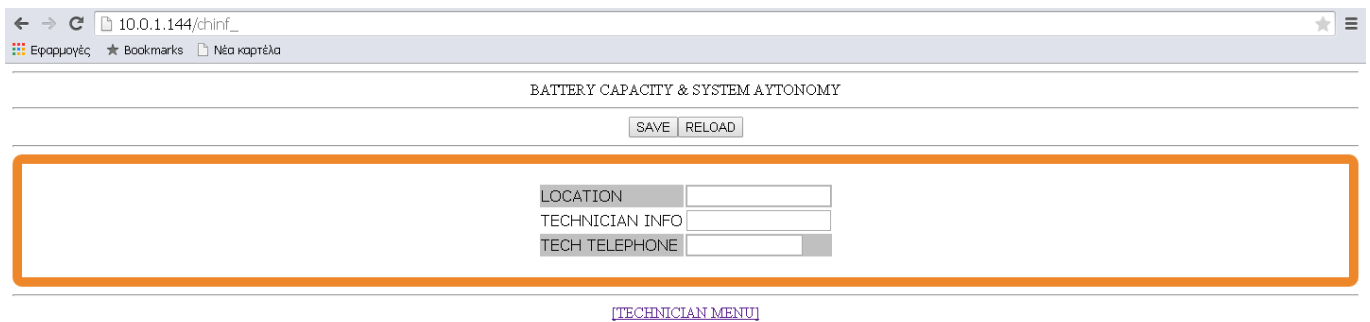 10.0.1.144/chinf_
Εφαρμογές Bookmarks Νέα καρτέλα
BATTERY CAPACITY & SYSTEM AYTONOMY
SAVE RELOAD
LOCATION
TECHNICIAN INFO
TECH TELEPHONE
[TECHNICIAN MENU]